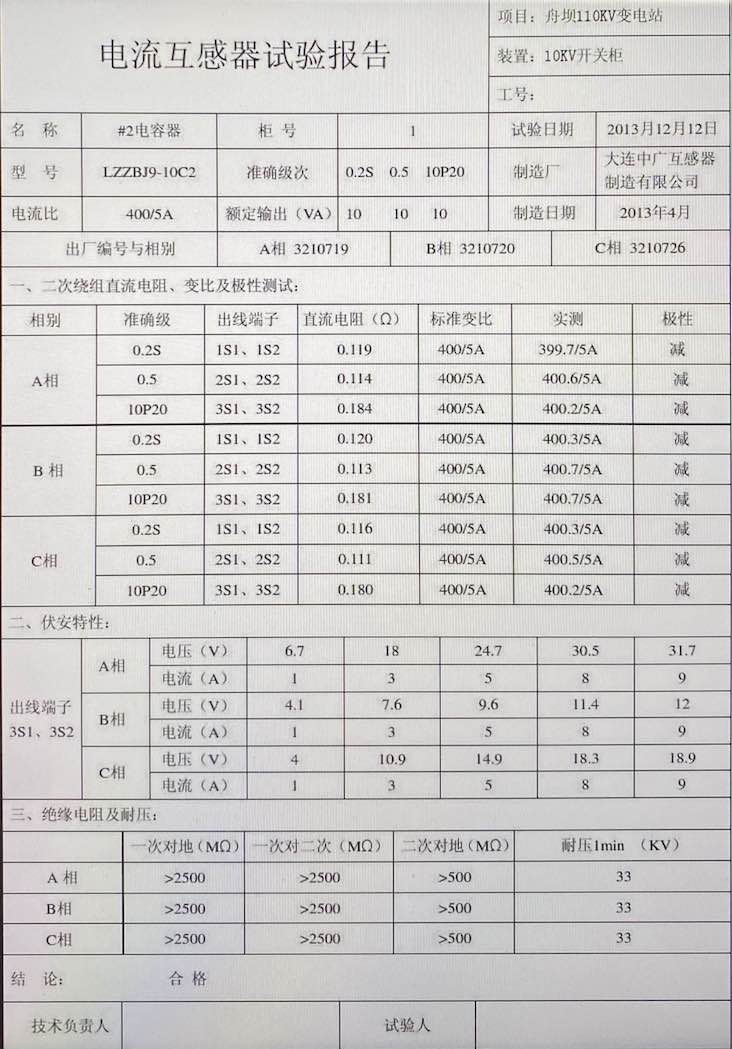 电流互感器试验报告
项目：舟坝110KV变电站
装置：10KV开关柜
工号：
名 称 #2电容器 柜 号 1 试验日期 2013年12月12日
型 号 LZZBJ9-10C2 准确级次 0.2S 0.5 10P20 制造厂 大连中广互感器
制造有限公司
电流比 400/5A 额定输出（VA） 10 10 10 制造日期 2013年4月
出厂编号与相别 A相 3210719 B相 3210720 C相 3210726
一、二次绕组直流电阻、变比及极性测试：
相别 准确级 出线端子 直流电阻（Ω） 标准变比 实测 极性
A相 0.2S 1S1、1S2 0.119 400/5A 399.7/5A 减
0.5 2S1、2S2 0.114 400/5A 400.6/5A 减
10P20 3S1、3S2 0.184 400/5A 400.2/5A 减
B 相 0.2S 1S1、1S2 0.120 400/5A 400.3/5A 减
0.5 2S1、2S2 0.113 400/5A 400.7/5A 减
10P20 3S1、3S2 0.181 400/5A 400.7/5A 减
C相 0.2S 1S1、1S2 0.116 400/5A 400.3/5A 减
0.5 2S1、2S2 0.111 400/5A 400.5/5A 减
10P20 3S1、3S2 0.180 400/5A 400.2/5A 减
二、伏安特性：
出线端子
3S1、3S2
A相 电压（V） 6.7 18 24.7 30.5 31.7
电流（A） 1 3 5 8 9
B相 电压（V） 4.1 7.6 9.6 11.4 12
电流（A） 1 3 5 8 9
C相 电压（V） 4 10.9 14.9 18.3 18.9
电流（A） 1 3 5 8 9
三、绝缘电阻及耐压：
一次对地（MΩ） 一次对二次（MΩ） 二次对地（MΩ） 耐压1min （KV）
A 相 >2500 >2500 >500 33
B相 >2500 >2500 >500 33
C相 >2500 >2500 >500 33
结 论： 合 格
技术负责人 试验人